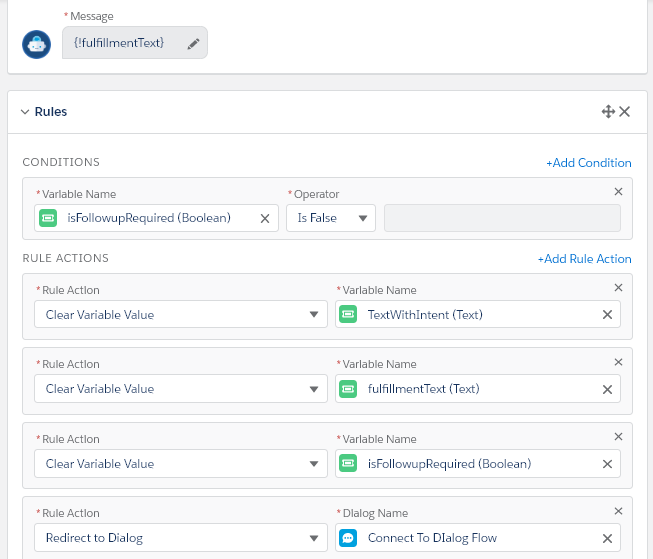 * Message
{!fulfillmentText}
Rules
CONDITIONS +Add Condition
* Variable Name * Operator
isFollowupRequired (Boolean) Is False
RULE ACTIONS +Add Rule Action
* Rule Action * Variable Name
Clear Variable Value TextWithIntent (Text)
* Rule Action * Variable Name
Clear Variable Value fulfillmentText (Text)
* Rule Action * Variable Name
Clear Variable Value isFollowupRequired (Boolean)
* Rule Action * Dialog Name
Redirect to Dialog Connect To DIalog Flow